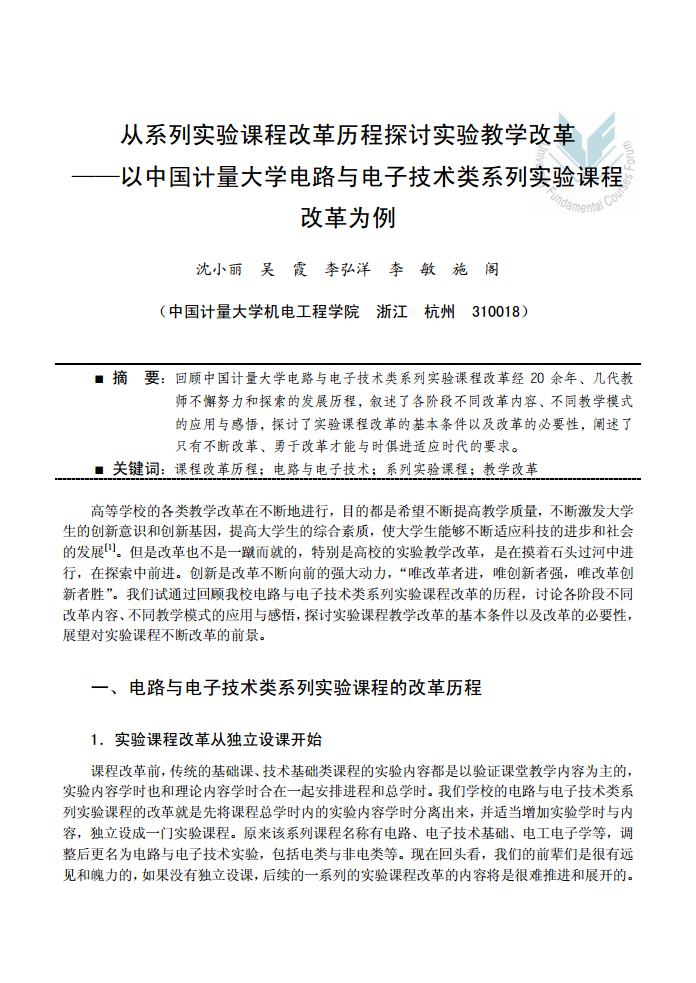 从系列实验课程改革历程探讨实验教学改革
——以中国计量大学电路与电子技术类系列实验课程
改革为例
Fundamental Courses Forum
沈小丽 吴 霞 李弘洋 李 敏 施 阁
（中国计量大学机电工程学院 浙江 杭州 310018）
■ 摘 要：回顾中国计量大学电路与电子技术类系列实验课程改革经 20 余年、几代教
师不懈努力和探索的发展历程，叙述了各阶段不同改革内容、不同教学模式
的应用与感悟，探讨了实验课程改革的基本条件以及改革的必要性，阐述了
只有不断改革、勇于改革才能与时俱进适应时代的要求。
■ 关键词：课程改革历程；电路与电子技术；系列实验课程；教学改革
高等学校的各类教学改革在不断地进行，目的都是希望不断提高教学质量，不断激发大学
生的创新意识和创新基因，提高大学生的综合素质，使大学生能够不断适应科技的进步和社会
的发展[1]。但是改革也不是一蹴而就的，特别是高校的实验教学改革，是在摸着石头过河中进
行，在探索中前进。创新是改革不断向前的强大动力，“唯改革者进，唯创新者强，唯改革创
新者胜”。我们试通过回顾我校电路与电子技术类系列实验课程改革的历程，讨论各阶段不同
改革内容、不同教学模式的应用与感悟，探讨实验课程教学改革的基本条件以及改革的必要性，
展望对实验课程不断改革的前景。
一、电路与电子技术类系列实验课程的改革历程
1．实验课程改革从独立设课开始
课程改革前，传统的基础课、技术基础类课程的实验内容都是以验证课堂教学内容为主的，
实验内容学时也和理论内容学时合在一起安排进程和总学时。我们学校的电路与电子技术类系
列实验课程的改革就是先将课程总学时内的实验内容学时分离出来，并适当增加实验学时与内
容，独立设成一门实验课程。原来该系列课程名称有电路、电子技术基础、电工电子学等，调
整后更名为电路与电子技术实验，包括电类与非电类等。现在回头看，我们的前辈们是很有远
见和魄力的，如果没有独立设课，后续的一系列的实验课程改革的内容将是很难推进和展开的。